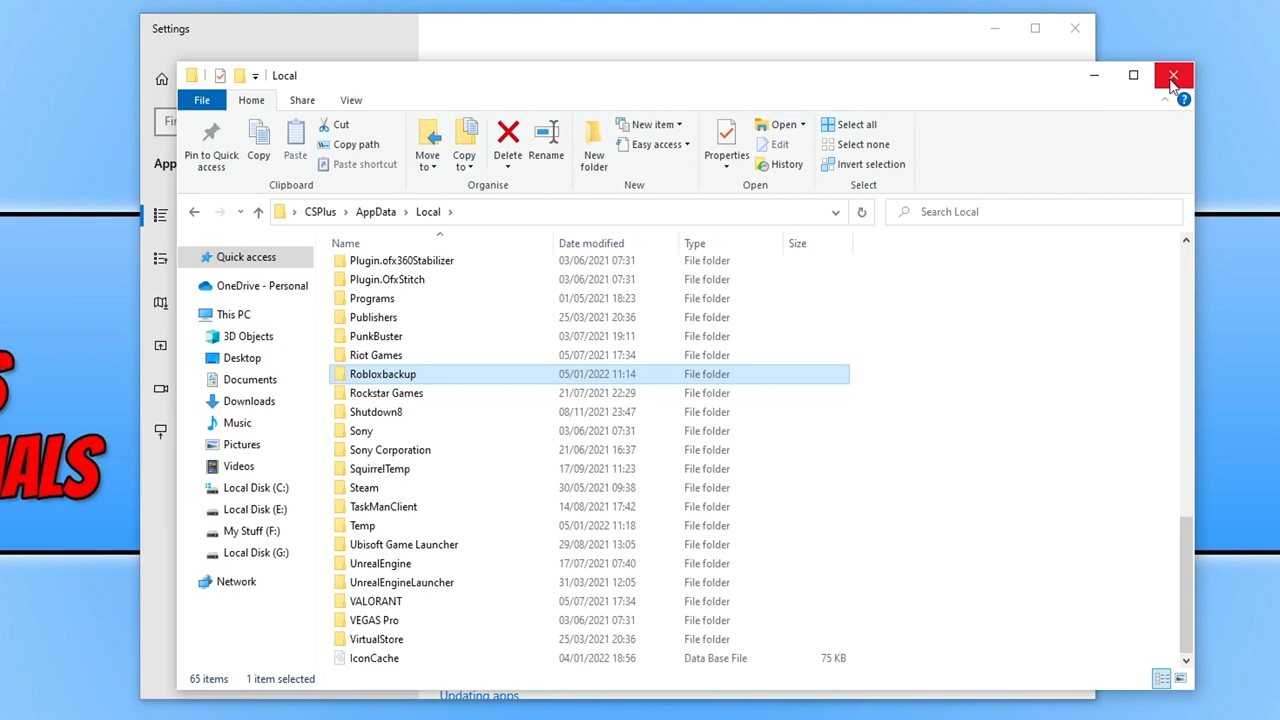 Settings
Local
File
Home
Share
View
Pin to Quick access
Copy
Paste
Cut
Copy path
Paste shortcut
Clipboard
Move to
Copy to
Delete
Rename
Organise
New folder
New item
Easy access
New
Properties
Open
Edit
History
Open
Select all
Select none
Invert selection
Select
CSPlus
AppData
Local
Search Local
Fin
App
Quick access
OneDrive - Personal
This PC
3D Objects
Desktop
Documents
Downloads
Music
Pictures
Videos
Local Disk (C:)
Local Disk (E:)
My Stuff (F:)
Local Disk (G:)
Network
Name Date modified Type Size
Plugin.ofx360Stabilizer 03/06/2021 07:31 File folder
Plugin.OfxStitch 03/06/2021 07:31 File folder
Programs 01/05/2021 18:23 File folder
Publishers 25/03/2021 20:36 File folder
PunkBuster 03/07/2021 19:11 File folder
Riot Games 05/07/2021 17:34 File folder
Robloxbackup 05/01/2022 11:14 File folder
Rockstar Games 21/07/2021 22:29 File folder
Shutdown8 08/11/2021 23:47 File folder
Sony 03/06/2021 07:31 File folder
Sony Corporation 21/06/2021 16:37 File folder
SquirrelTemp 17/09/2021 11:23 File folder
Steam 30/05/2021 09:38 File folder
TaskManClient 14/08/2021 17:42 File folder
Temp 05/01/2022 11:18 File folder
Ubisoft Game Launcher 29/08/2021 13:05 File folder
UnrealEngine 17/07/2021 07:40 File folder
UnrealEngineLauncher 31/03/2021 12:05 File folder
VALORANT 05/07/2021 17:34 File folder
VEGAS Pro 03/06/2021 07:31 File folder
VirtualStore 25/03/2021 20:36 File folder
IconCache 04/01/2022 18:56 Data Base File 75 KB
65 items 1 item selected
Updating apps
S
IALS